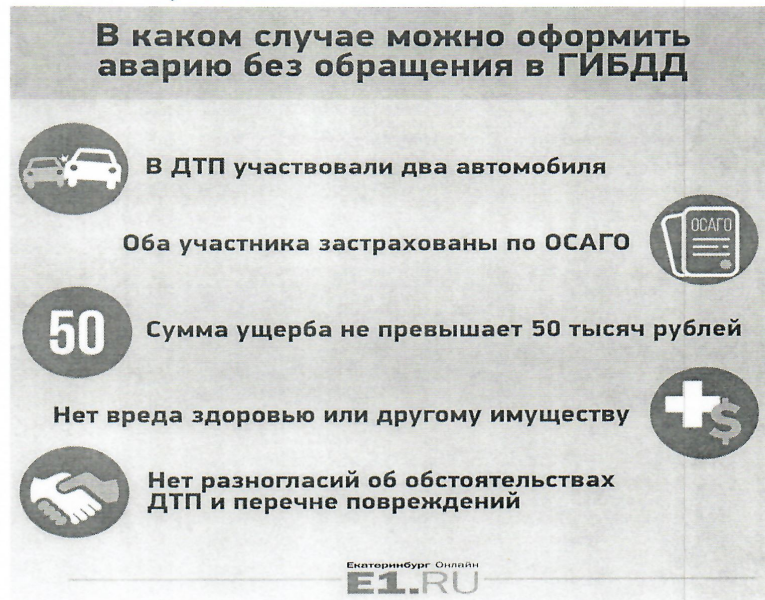 В каком случае можно оформить
аварию без обращения в ГИБДД
В ДТП участвовали два автомобиля
Оба участника застрахованы по ОСАГО
ОСАГО
50
Сумма ущерба не превышает 50 тысяч рублей
Нет вреда здоровью или другому имуществу
$
Нет разногласий об обстоятельствах
ДТП и перечне повреждений
Екатеринбург Онлайн
E1.RU